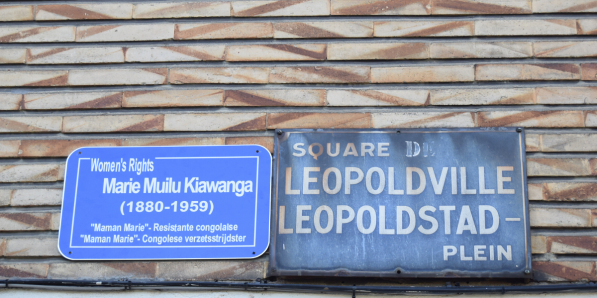 Women's Rights
Marie Muilu Kiawanga
(1880-1959)
"Maman Marie"- Resistante congolaise
"Maman Marie"- Congolese verzetsstrijdster
SQUARE DE
LEOPOLDVILLE
LEOPOLDSTAD-
PLEIN